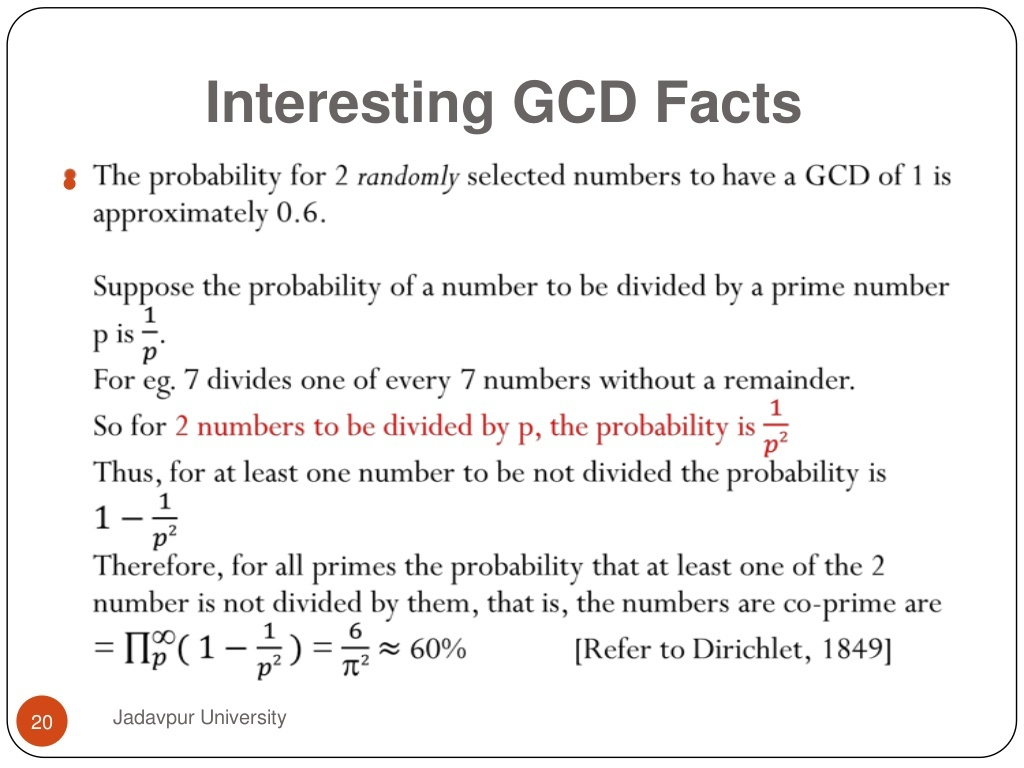 Interesting GCD Facts
The probability for 2 randomly selected numbers to have a GCD of 1 is
approximately 0.6.
Suppose the probability of a number to be divided by a prime number
p is 1/p.
For eg. 7 divides one of every 7 numbers without a remainder.
So for 2 numbers to be divided by p, the probability is 1/p²
Thus, for at least one number to be not divided the probability is
1 − 1/p²
Therefore, for all primes the probability that at least one of the 2
number is not divided by them, that is, the numbers are co-prime are
= ∏ₚ^∞( 1 − 1/p² ) = 6/π² ≈ 60% [Refer to Dirichlet, 1849]
20 Jadavpur University